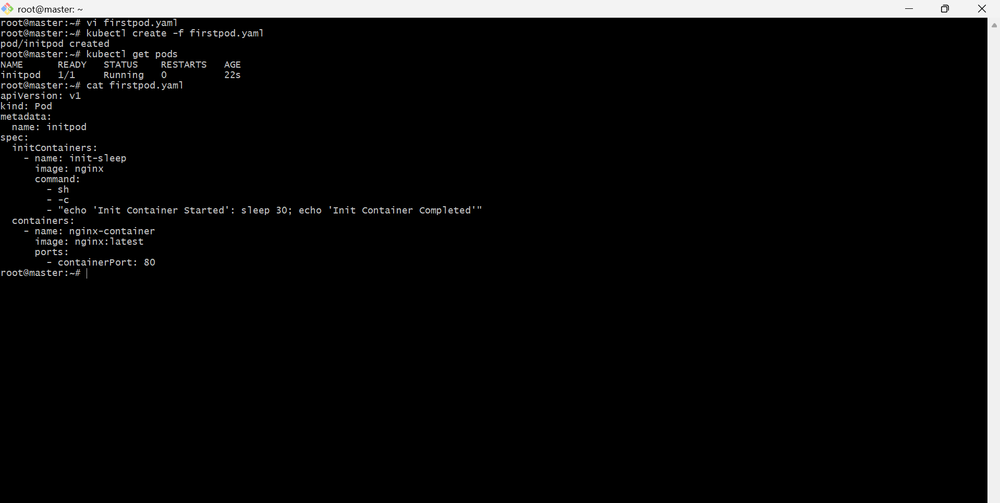 root@master: ~
root@master:~# vi firstpod.yaml
root@master:~# kubectl create -f firstpod.yaml
pod/initpod created
root@master:~# kubectl get pods
NAME      READY   STATUS    RESTARTS   AGE
initpod   1/1     Running   0          22s
root@master:~# cat firstpod.yaml
apiVersion: v1
kind: Pod
metadata:
  name: initpod
spec:
  initContainers:
    - name: init-sleep
      image: nginx
      command:
        - sh
        - -c
        - "echo 'Init Container Started': sleep 30; echo 'Init Container Completed'"
  containers:
    - name: nginx-container
      image: nginx:latest
      ports:
        - containerPort: 80
root@master:~#